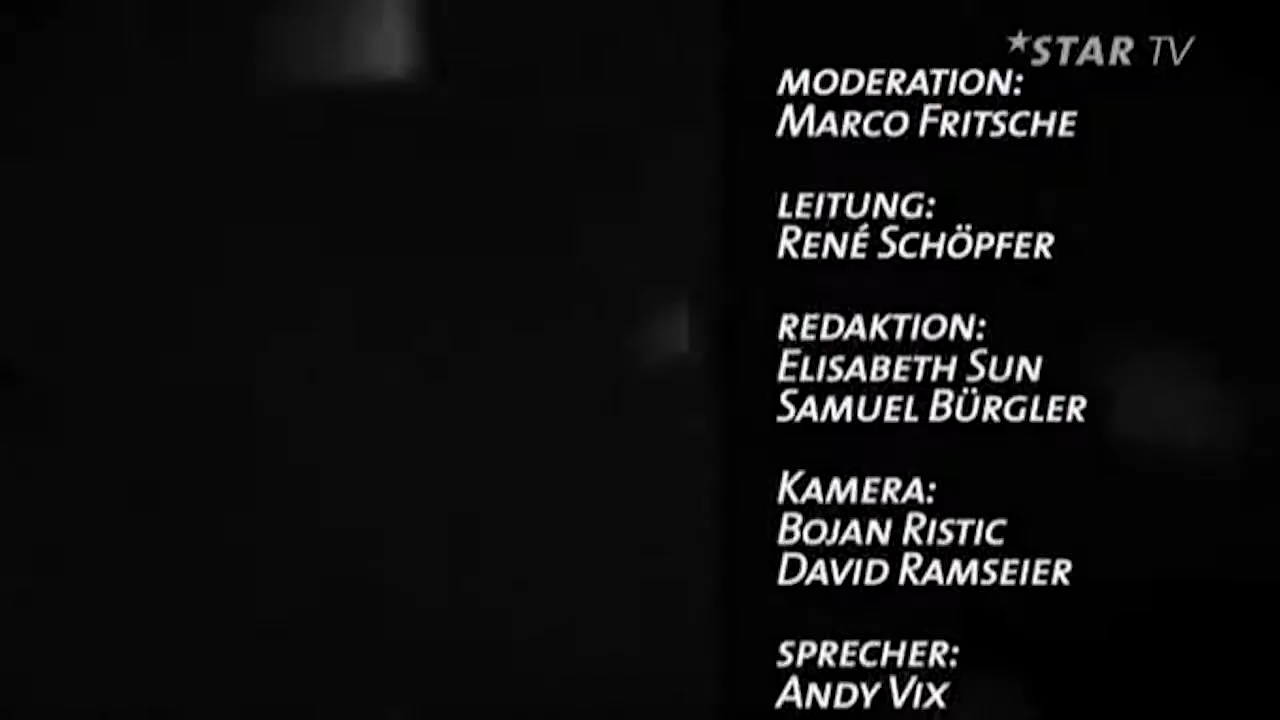 *STAR TV
MODERATION:
MARCO FRITSCHE
LEITUNG:
RENÉ SCHÖPFER
REDAKTION:
ELISABETH SUN
SAMUEL BÜRGLER
KAMERA:
BOJAN RISTIC
DAVID RAMSEIER
SPRECHER:
ANDY VIX